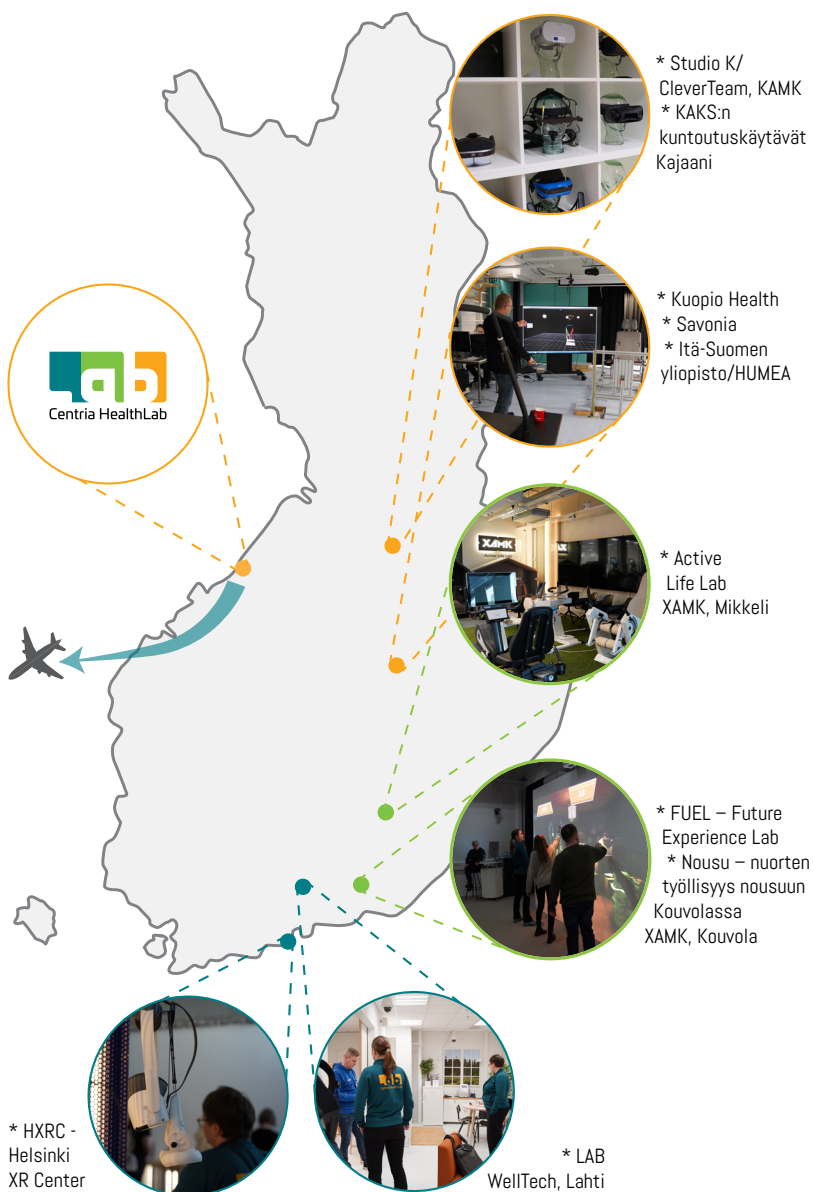 * Studio K/
CleverTeam, KAMK
* KAKS:n
kuntoutuskäytävät
Kajaani
* Kuopio Health
* Savonia
* Itä-Suomen
yliopisto/HUMEA
lab
Centria HealthLab
XAMK
* Active
Life Lab
XAMK, Mikkeli
* FUEL – Future
Experience Lab
* Nousu – nuorten
työllisyys nousuun
Kouvolassa
XAMK, Kouvola
* HXRC -
Helsinki
XR Center
lab
* LAB
WellTech, Lahti